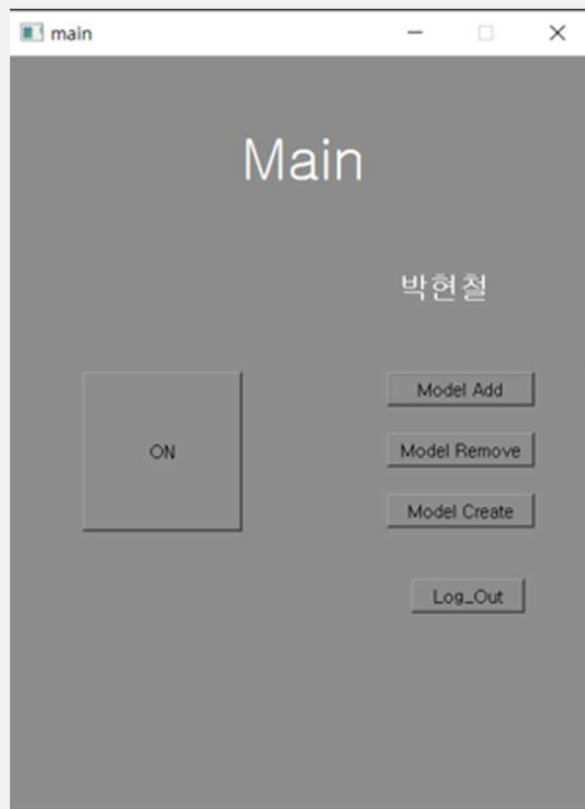 main
Main
박현철
ON
Model Add
Model Remove
Model Create
Log_Out